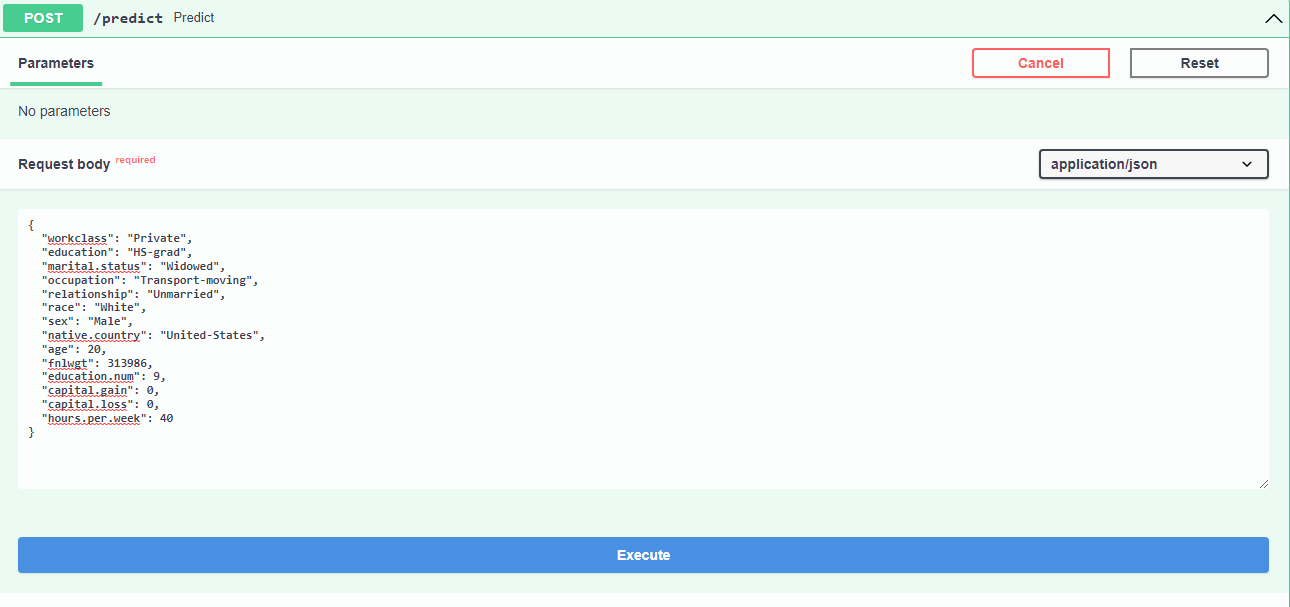 POST /predict Predict
Parameters Cancel Reset
No parameters
Request body required application/json
{
  "workclass": "Private",
  "education": "HS-grad",
  "marital.status": "Widowed",
  "occupation": "Transport-moving",
  "relationship": "Unmarried",
  "race": "White",
  "sex": "Male",
  "native.country": "United-States",
  "age": 20,
  "fnlwgt": 313986,
  "education.num": 9,
  "capital.gain": 0,
  "capital.loss": 0,
  "hours.per.week": 40
}
Execute